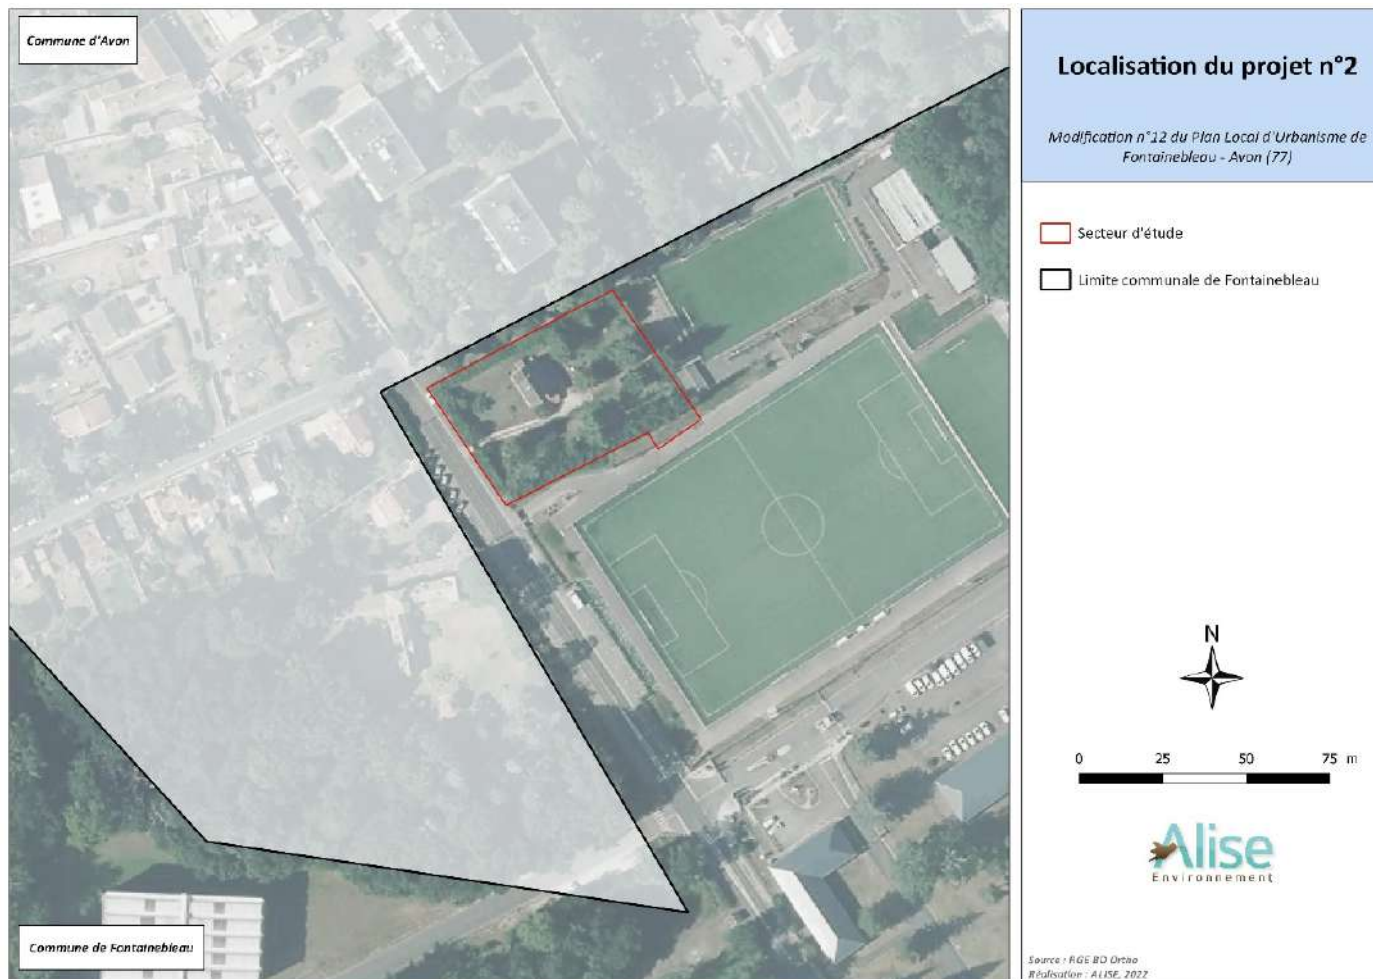 Commune d'Avon
Localisation du projet n°2
Modification n°12 du Plan Local d'Urbanisme de
Fontainebleau - Avon (77)
Secteur d'étude
Limite communale de Fontainebleau
N
0 25 50 75 m
Alise
Environnement
Commune de Fontainebleau
Source : RGE BD Ortho
Réalisation : ALISE, 2022